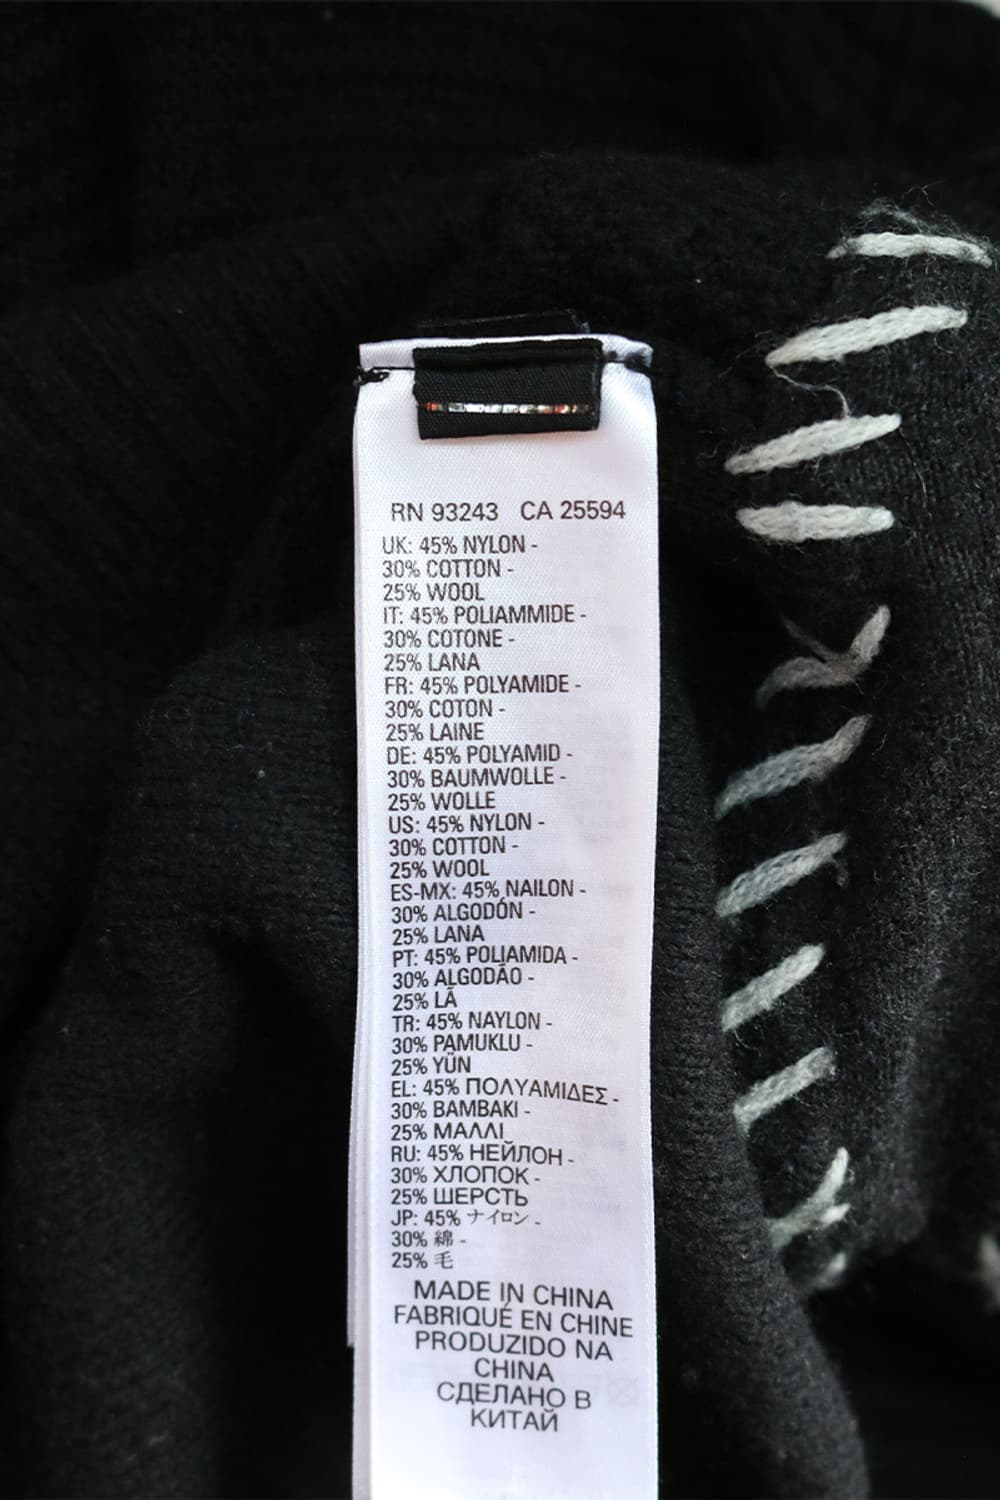 RN 93243 CA 25594
UK: 45% NYLON -
30% COTTON -
25% WOOL
IT: 45% POLIAMMIDE -
30% COTONE -
25% LANA
FR: 45% POLYAMIDE -
30% COTON -
25% LAINE
DE: 45% POLYAMID -
30% BAUMWOLLE -
25% WOLLE
US: 45% NYLON -
30% COTTON -
25% WOOL
ES-MX: 45% NAILON -
30% ALGODÓN -
25% LANA
PT: 45% POLIAMIDA -
30% ALGODÃO -
25% LÃ
TR: 45% NAYLON -
30% PAMUKLU -
25% YÜN
EL: 45% ΠΟΛΥΑΜΙΔΕΣ -
30% ΒΑΜΒΑΚΙ -
25% ΜΑΛΛΙ
RU: 45% НЕЙЛОН -
30% ХЛОПОК -
25% ШЕРСТЬ
JP: 45% ナイロン -
30% 綿 -
25% 毛
MADE IN CHINA
FABRIQUÉ EN CHINE
PRODUZIDO NA
CHINA
СДЕЛАНО В
КИТАЙ